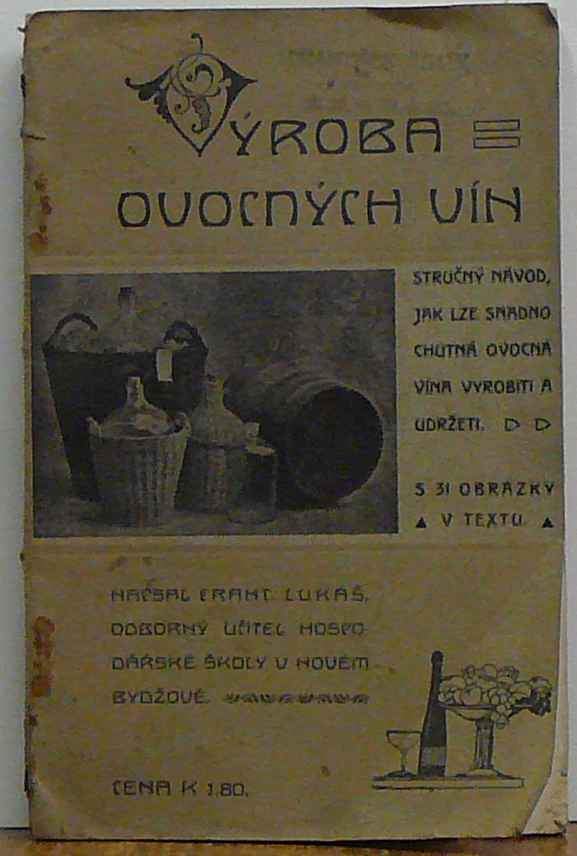 VÝROBA
OVOCNÝCH VÍN
STRUČNÝ NÁVOD,
JAK LZE SNADNO
CHUTNÁ OVOCNÁ
VÍNA VYROBITI A
UDRŽETI.
S 31 OBRÁZKY
V TEXTU
NAPSAL FRANT. LUKÁŠ,
ODBORNÝ UČITEL HOSPO
DÁŘSKÉ ŠKOLY V NOVÉM
BYDŽOVĚ.
CENA K 1.80.